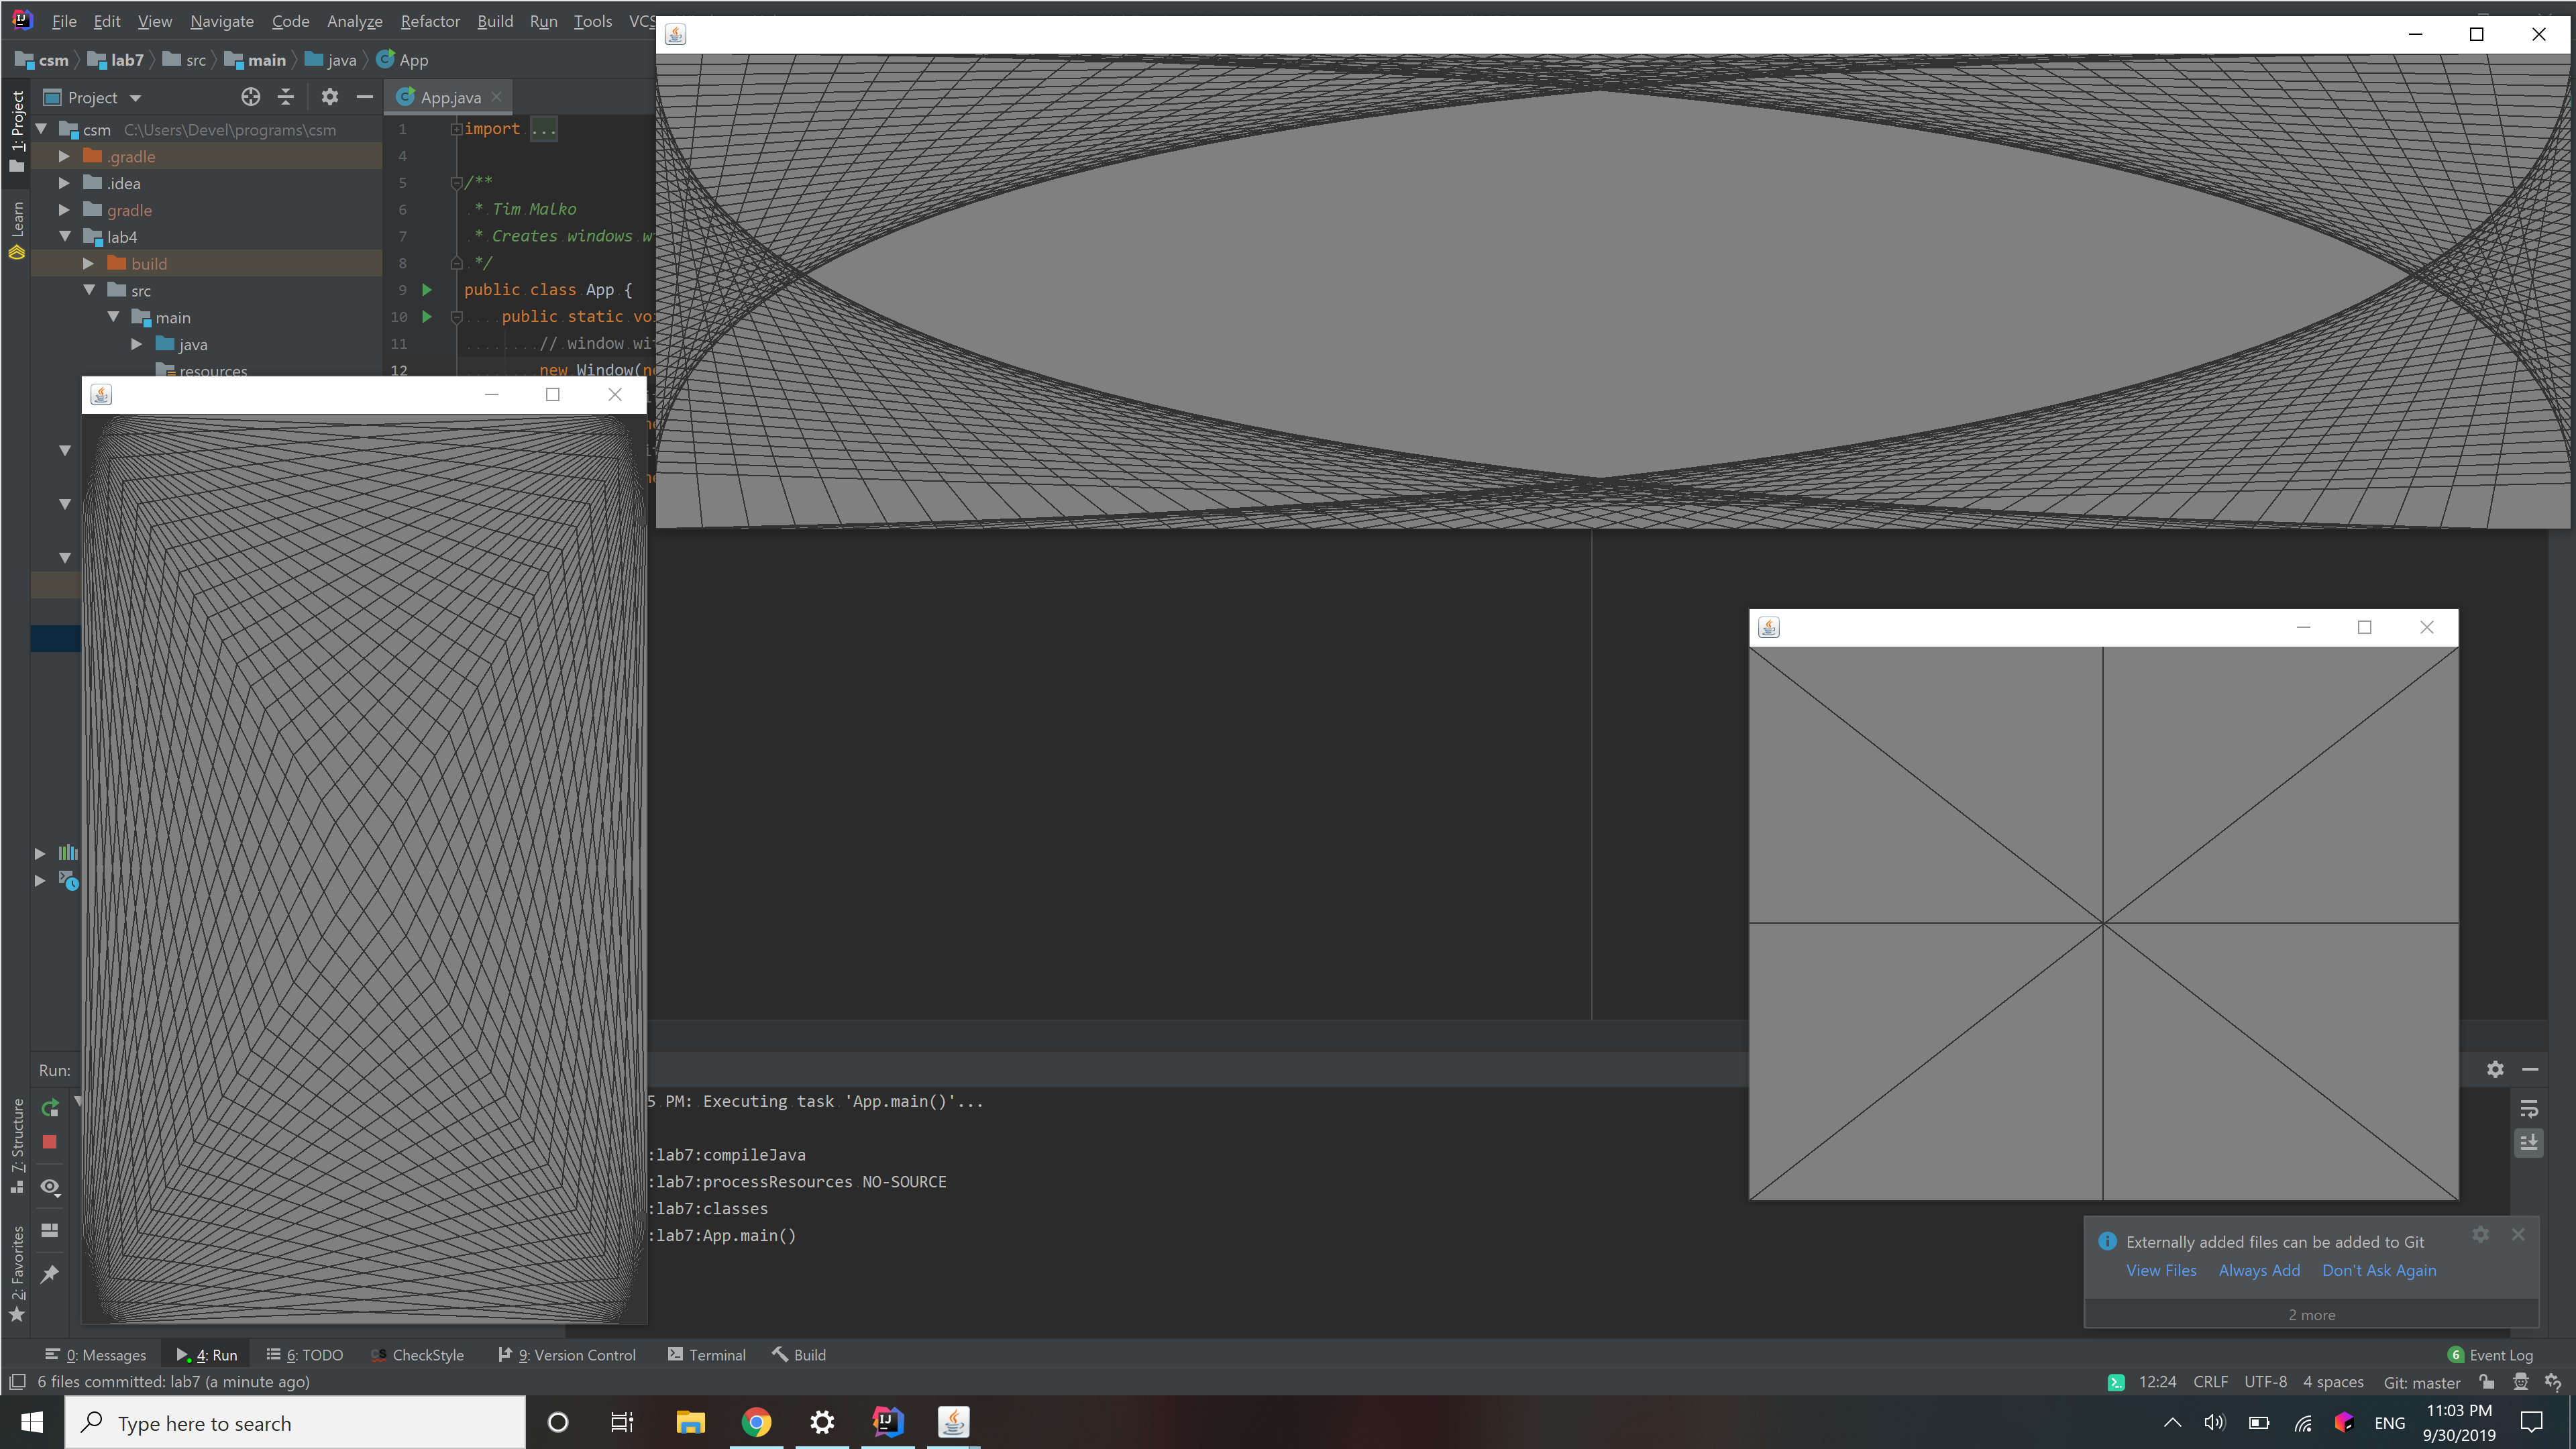 File Edit View Navigate Code Analyze Refactor Build Run Tools
csm lab7 src main java App
1: Project
Project
App.java
csm C:\Users\Devel\programs\csm
.gradle
.idea
gradle
lab4
build
src
main
java
resources
Learn
1 import ...
4
5 /**
6 * Tim Malko
7 * Creates windows
8 */
9 public class App {
10 public static
11 // window
12 new Window(
Run:
PM: Executing task 'App.main()'...
:lab7:compileJava
:lab7:processResources NO-SOURCE
:lab7:classes
:lab7:App.main()
7: Structure
2: Favorites
Externally added files can be added to Git
View Files Always Add Don't Ask Again
2 more
0: Messages 4: Run 6: TODO CheckStyle 9: Version Control Terminal Build 6 Event Log
6 files committed: lab7 (a minute ago) 12:24 CRLF UTF-8 4 spaces Git: master
Type here to search
ENG
11:03 PM
9/30/2019